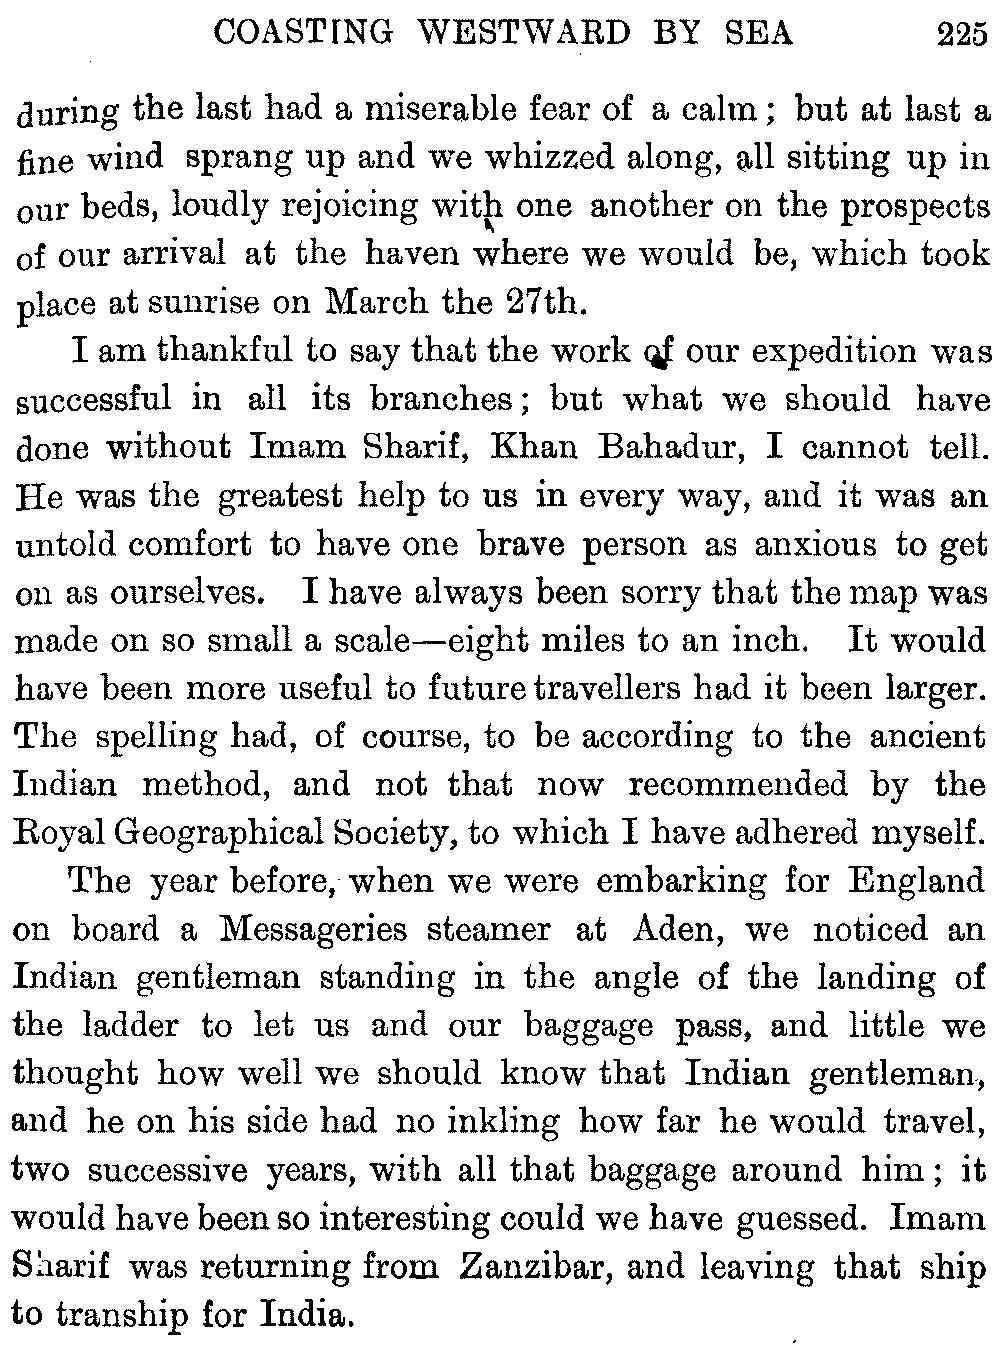 COASTING WESTWARD BY SEA 225
during the last had a miserable fear of a calm; but at last a
fine wind sprang up and we whizzed along, all sitting up in
our beds, loudly rejoicing with one another on the prospects
of our arrival at the haven where we would be, which took
place at sunrise on March the 27th.
I am thankful to say that the work of our expedition was
successful in all its branches; but what we should have
done without Imam Sharif, Khan Bahadur, I cannot tell.
He was the greatest help to us in every way, and it was an
untold comfort to have one brave person as anxious to get
on as ourselves. I have always been sorry that the map was
made on so small a scale—eight miles to an inch. It would
have been more useful to future travellers had it been larger.
The spelling had, of course, to be according to the ancient
Indian method, and not that now recommended by the
Royal Geographical Society, to which I have adhered myself.
The year before, when we were embarking for England
on board a Messageries steamer at Aden, we noticed an
Indian gentleman standing in the angle of the landing of
the ladder to let us and our baggage pass, and little we
thought how well we should know that Indian gentleman,
and he on his side had no inkling how far he would travel,
two successive years, with all that baggage around him; it
would have been so interesting could we have guessed. Imam
Sharif was returning from Zanzibar, and leaving that ship
to tranship for India.